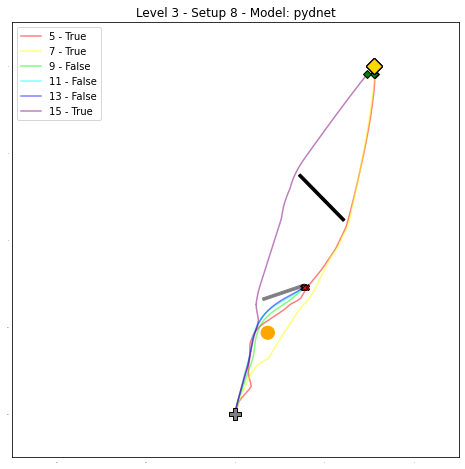 Level 3 - Setup 8 - Model: pydnet
5 - True
7 - True
9 - False
11 - False
13 - False
15 - True